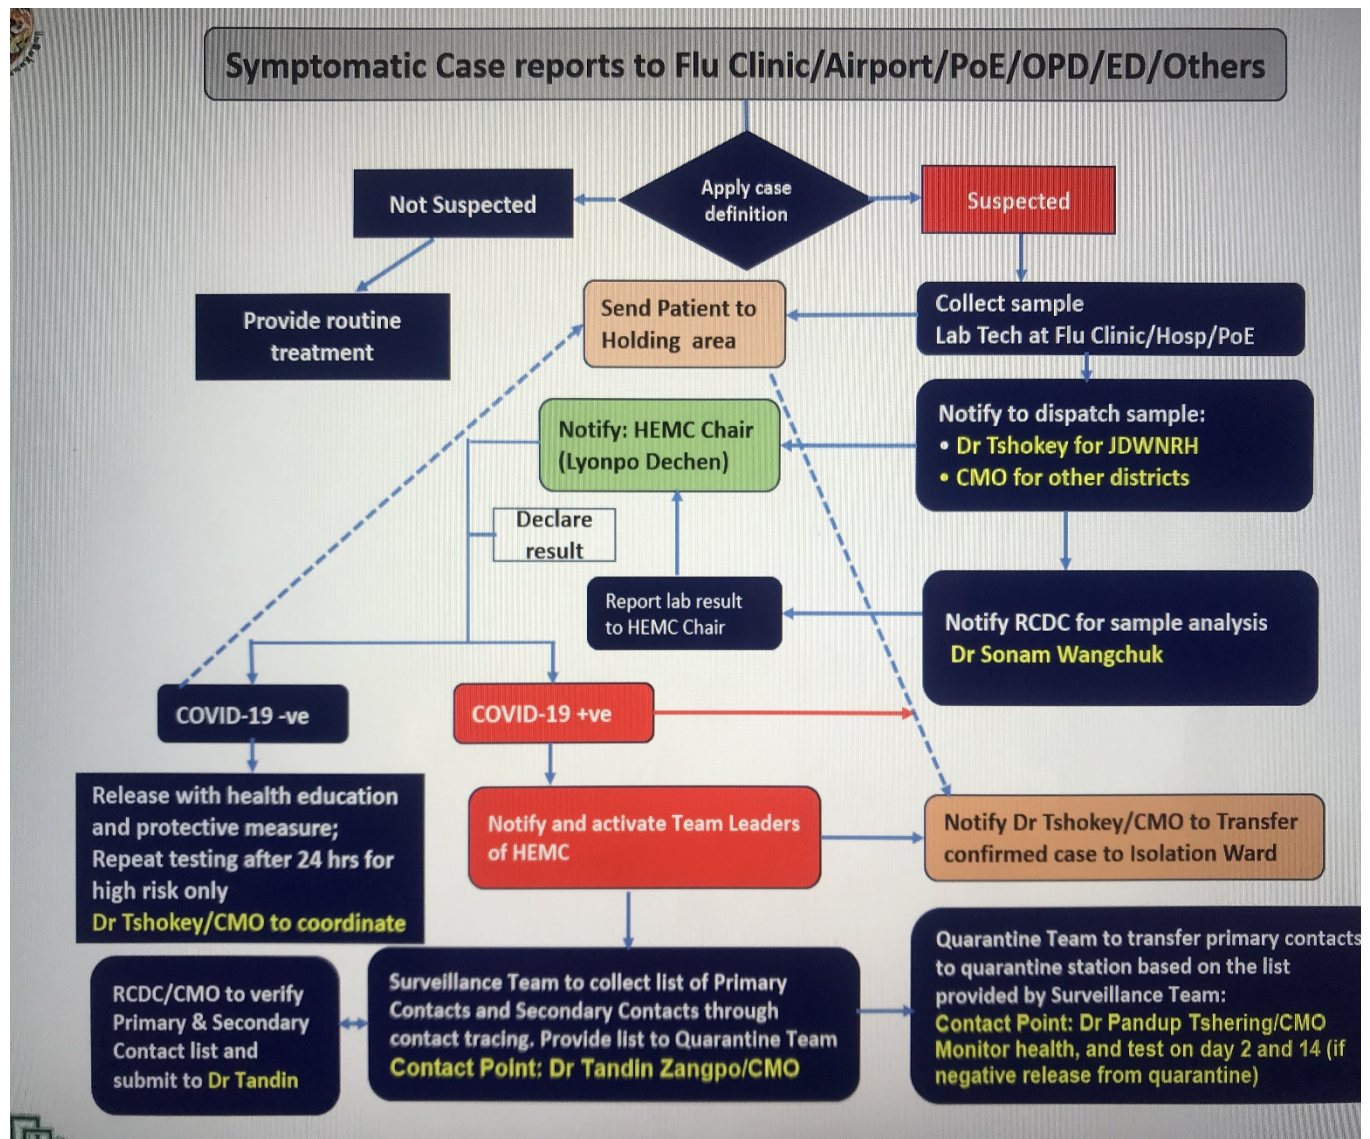 Symptomatic Case reports to Flu Clinic/Airport/PoE/OPD/ED/Others
Apply case
definition
Not Suspected
Suspected
Provide routine
treatment
Send Patient to
Holding area
Collect sample
Lab Tech at Flu Clinic/Hosp/PoE
Notify: HEMC Chair
(Lyonpo Dechen)
Notify to dispatch sample:
• Dr Tshokey for JDWNRH
• CMO for other districts
Declare
result
Report lab result
to HEMC Chair
Notify RCDC for sample analysis
Dr Sonam Wangchuk
COVID-19 -ve
COVID-19 +ve
Release with health education
and protective measure;
Repeat testing after 24 hrs for
high risk only
Dr Tshokey/CMO to coordinate
Notify and activate Team Leaders
of HEMC
Notify Dr Tshokey/CMO to Transfer
confirmed case to Isolation Ward
RCDC/CMO to verify
Primary & Secondary
Contact list and
submit to Dr Tandin
Surveillance Team to collect list of Primary
Contacts and Secondary Contacts through
contact tracing. Provide list to Quarantine Team
Contact Point: Dr Tandin Zangpo/CMO
Quarantine Team to transfer primary contacts
to quarantine station based on the list
provided by Surveillance Team:
Contact Point: Dr Pandup Tshering/CMO
Monitor health, and test on day 2 and 14 (if
negative release from quarantine)